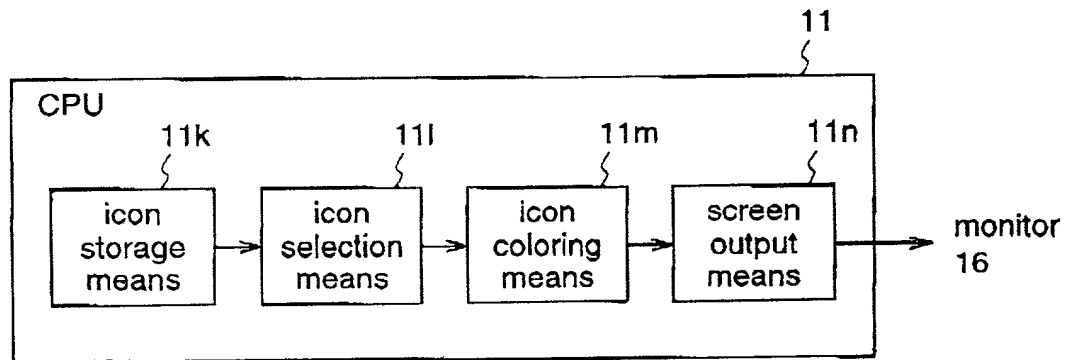 11
CPU
11k
11l
11m
11n
icon
storage
means
icon
selection
means
icon
coloring
means
screen
output
means
monitor
16